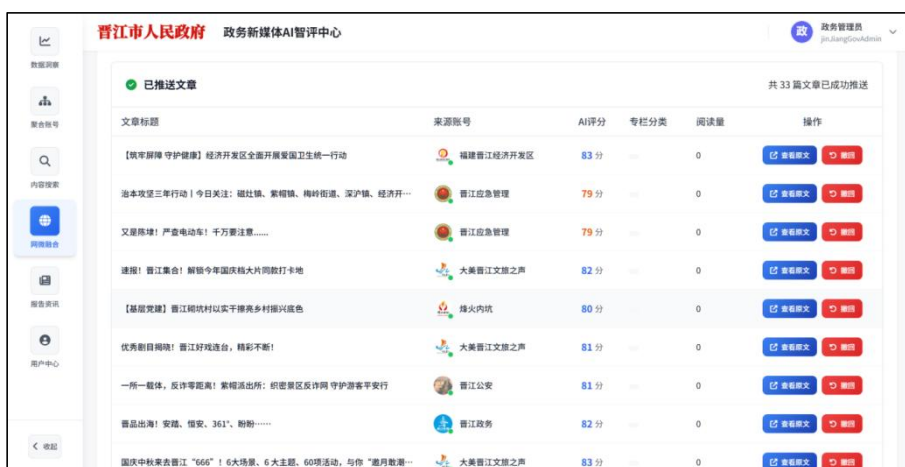 晋江市人民政府 政务新媒体AI智评中心
政 政务管理员
jinJiangGovAdmin
数据洞察
聚合账号
内容搜索
网微融合
报告资讯
用户中心
收起
已推送文章 共 33 篇文章已成功推送
文章标题 来源账号 AI评分 专栏分类 阅读量 操作
【筑牢屏障 守护健康】经济开发区全面开展爱国卫生统一行动 福建晋江经济开发区 83 分 0 查看原文 撤回
治本攻坚三年行动丨今日关注：磁灶镇、紫帽镇、梅岭街道、深沪镇、经济开… 晋江应急管理 79 分 0 查看原文 撤回
又是陈埭！严查电动车！千万要注意…… 晋江应急管理 79 分 0 查看原文 撤回
速报！晋江集合！解锁今年国庆档大片同款打卡地 大美晋江文旅之声 82 分 0 查看原文 撤回
【基层党建】晋江砌坑村以实干擦亮乡村振兴底色 烽火内坑 80 分 0 查看原文 撤回
优秀剧目揭晓！晋江好戏连台，精彩不断！ 大美晋江文旅之声 81 分 0 查看原文 撤回
一所一载体，反诈零距离！紫帽派出所：织密景区反诈网 守护游客平安行 晋江公安 81 分 0 查看原文 撤回
晋品出海！安踏、恒安、361°、盼盼…… 晋江政务 82 分 0 查看原文 撤回
国庆中秋来去晋江“666”！6大场景、6大主题、60项活动，与你“邀月敢潮… 大美晋江文旅之声 83 分 0 查看原文 撤回